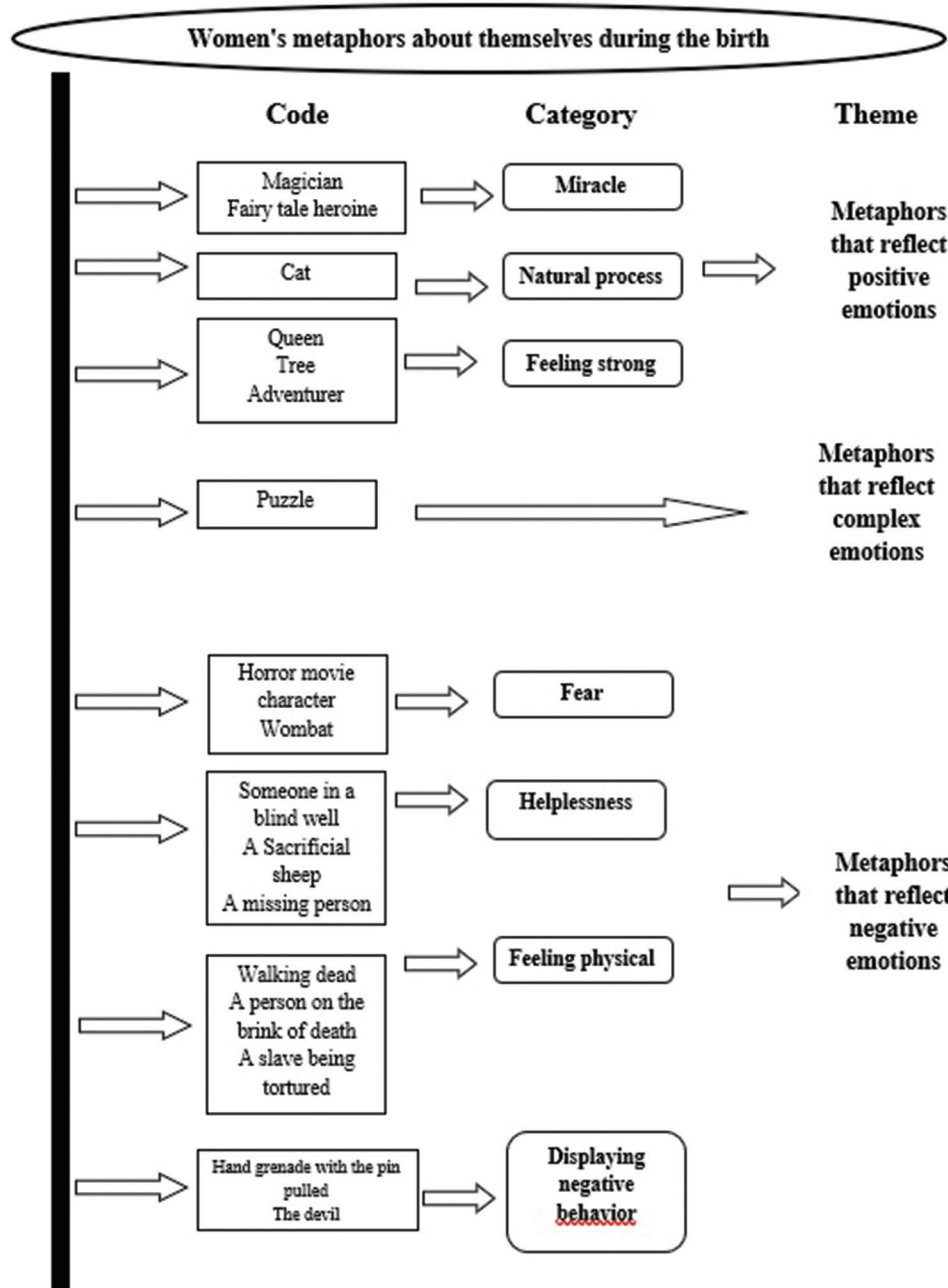 Women's metaphors about themselves during the birth
Code
Category
Theme
Magician
Fairy tale heroine
Miracle
Cat
Natural process
Queen
Tree
Adventurer
Feeling strong
Metaphors
that reflect
positive
emotions
Puzzle
Metaphors
that reflect
complex
emotions
Horror movie
character
Wombat
Fear
Someone in a
blind well
A Sacrificial
sheep
A missing person
Helplessness
Walking dead
A person on the
brink of death
A slave being
tortured
Feeling physical
Metaphors
that reflect
negative
emotions
Hand grenade with the pin
pulled
The devil
Displaying
negative
behavior